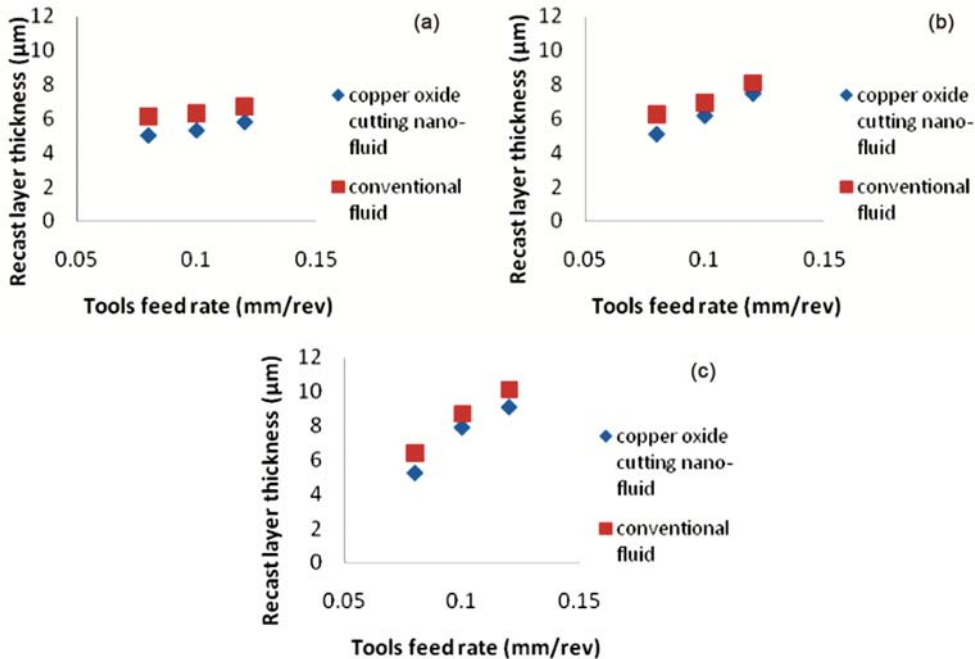 (a)
Recast layer thickness (µm)
12
10
8
6
4
2
0
0.05 0.1 0.15
Tools feed rate (mm/rev)
copper oxide
cutting nano-
fluid
conventional
fluid
(b)
Recast layer thickness (µm)
12
10
8
6
4
2
0
0.05 0.1 0.15
Tools feed rate (mm/rev)
copper oxide
cutting nano-
fluid
conventional
fluid
(c)
Recast layer thickness (µm)
12
10
8
6
4
2
0
0.05 0.1 0.15
Tools feed rate (mm/rev)
copper oxide
cutting nano-
fluid
conventional
fluid